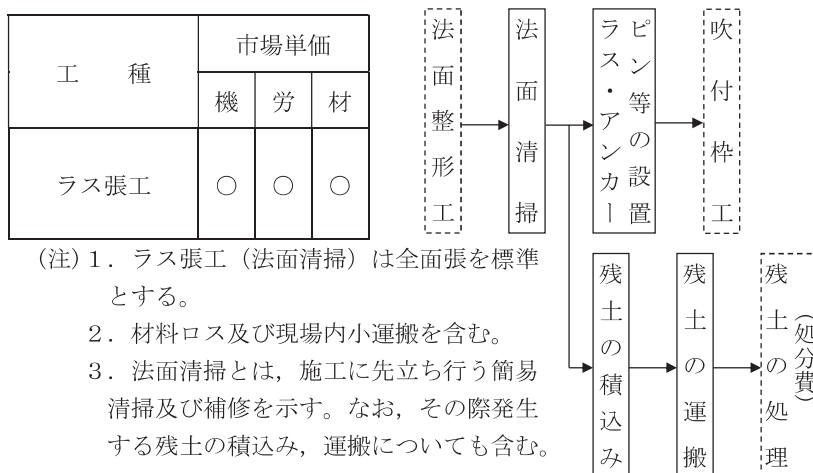 工　種
市場単価
機　労　材
ラス張工　○　○　○
(注)１．ラス張工（法面清掃）は全面張を標準
とする。
２．材料ロス及び現場内小運搬を含む。
３．法面清掃とは，施工に先立ち行う簡易
清掃及び補修を示す。なお，その際発生
する残土の積込み，運搬についても含む。
法面整形工
法面清掃
ラス・アンカー
ピン等の設置
吹付枠工
残土の積込み
残土の運搬
残土の処理
(処分費)